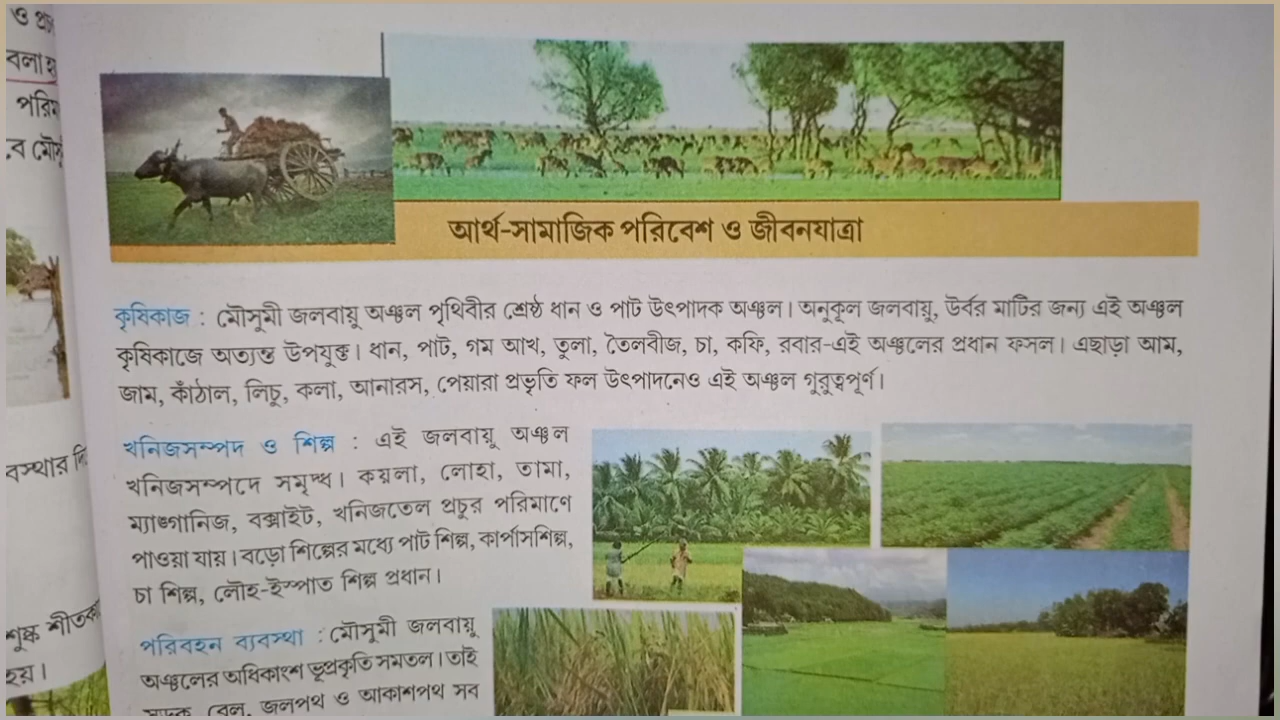 ও
বলা
আর্থ-সামাজিক পরিবেশ ও জীবনযাত্রা
কৃষিকাজ : মৌসুমী জলবায়ু অঞ্চল পৃথিবীর শ্রেষ্ঠ ধান ও পাট উৎপাদক অঞ্চল। অনুকূল জলবায়ু, উর্বর মাটির জন্য এই অঞ্চল
কৃষিকাজে অত্যন্ত উপযুক্ত। ধান, পাট, গম আখ, তুলা, তৈলবীজ, চা, কফি, রবার-এই অঞ্চলের প্রধান ফসল। এছাড়া আম,
জাম, কাঁঠাল, লিচু, কলা, আনারস, পেয়ারা প্রভৃতি ফল উৎপাদনেও এই অঞ্চল গুরুত্বপূর্ণ।
খনিজসম্পদ ও শিল্প : এই জলবায়ু অঞ্চল
খনিজসম্পদে সমৃদ্ধ। কয়লা, লোহা, তামা,
ম্যাঙ্গানিজ, বক্সাইট, খনিজতেল প্রচুর পরিমাণে
পাওয়া যায়। বড়ো শিল্পের মধ্যে পাট শিল্প, কার্পাসশিল্প,
চা শিল্প, লৌহ-ইস্পাত শিল্প প্রধান।
পরিবহন ব্যবস্থা : মৌসুমী জলবায়ু
অঞ্চলের অধিকাংশ ভূপ্রকৃতি সমতল। তাই
সড়ক, রেল, জলপথ ও আকাশপথ সব
শুষ্ক
হয়।